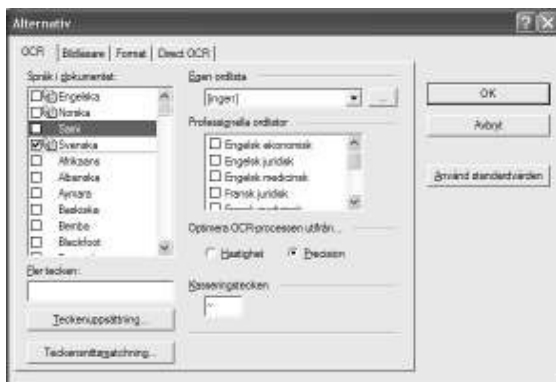 Alternativ
OCR Bildläsare Format Direct OCR
Språk i dokumentet:
Engelska
Norska
Sami
Svenska
Afrikaans
Albanska
Aymara
Baskiska
Bemba
Blackfoot
Fler tecken:
Teckenuppsättning...
Teckensnittsmatchning...
Egen ordlista
[ingen]
...
Professionella ordlistor
Engelsk ekonomisk
Engelsk juridisk
Engelsk medicinsk
Fransk juridisk
Optimera OCR-processen utifrån...
Hastighet Precision
Kasseringstecken
~
OK
Avbryt
Använd standardvärden